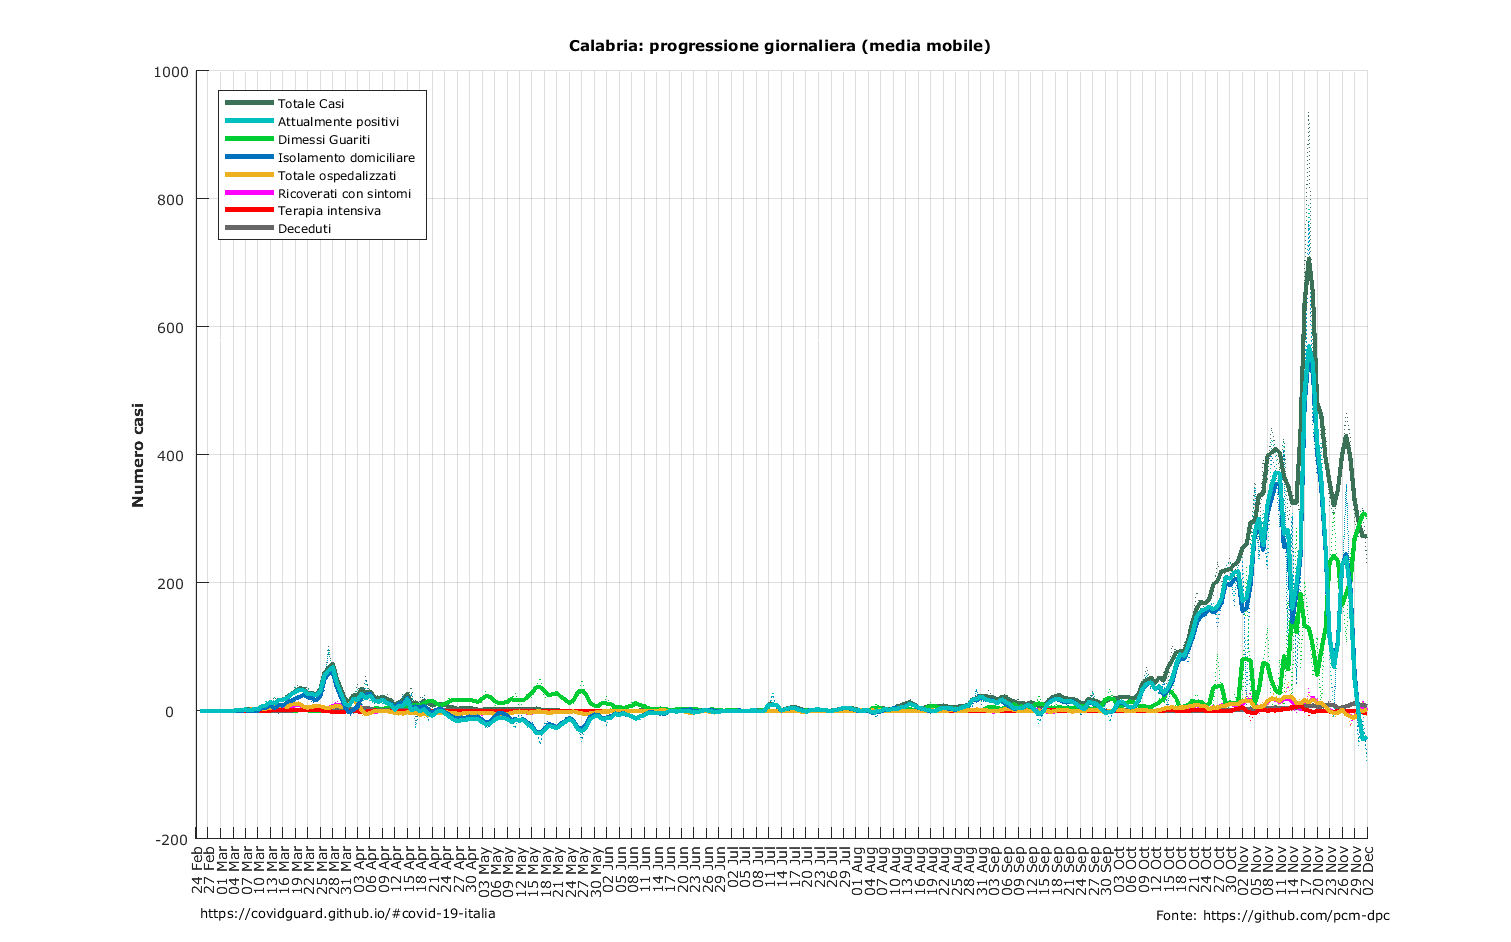 Calabria: progressione giornaliera (media mobile)
1000
800
600
400
200
0
-200
Numero casi
Totale Casi
Attualmente positivi
Dimessi Guariti
Isolamento domiciliare
Totale ospedalizzati
Ricoverati con sintomi
Terapia intensiva
Deceduti
24 Feb
27 Feb
01 Mar
04 Mar
07 Mar
10 Mar
13 Mar
16 Mar
19 Mar
22 Mar
25 Mar
28 Mar
31 Mar
03 Apr
06 Apr
09 Apr
12 Apr
15 Apr
18 Apr
21 Apr
24 Apr
27 Apr
30 Apr
03 May
06 May
09 May
12 May
15 May
18 May
21 May
24 May
27 May
30 May
02 Jun
05 Jun
08 Jun
11 Jun
14 Jun
17 Jun
20 Jun
23 Jun
26 Jun
29 Jun
02 Jul
05 Jul
08 Jul
11 Jul
14 Jul
17 Jul
20 Jul
23 Jul
26 Jul
29 Jul
01 Aug
04 Aug
07 Aug
10 Aug
13 Aug
16 Aug
19 Aug
22 Aug
25 Aug
28 Aug
31 Aug
03 Sep
06 Sep
09 Sep
12 Sep
15 Sep
18 Sep
21 Sep
24 Sep
27 Sep
30 Sep
03 Oct
06 Oct
09 Oct
12 Oct
15 Oct
18 Oct
21 Oct
24 Oct
27 Oct
30 Oct
02 Nov
05 Nov
08 Nov
11 Nov
14 Nov
17 Nov
20 Nov
23 Nov
26 Nov
29 Nov
02 Dec
https://covidguard.github.io/#covid-19-italia
Fonte: https://github.com/pcm-dpc